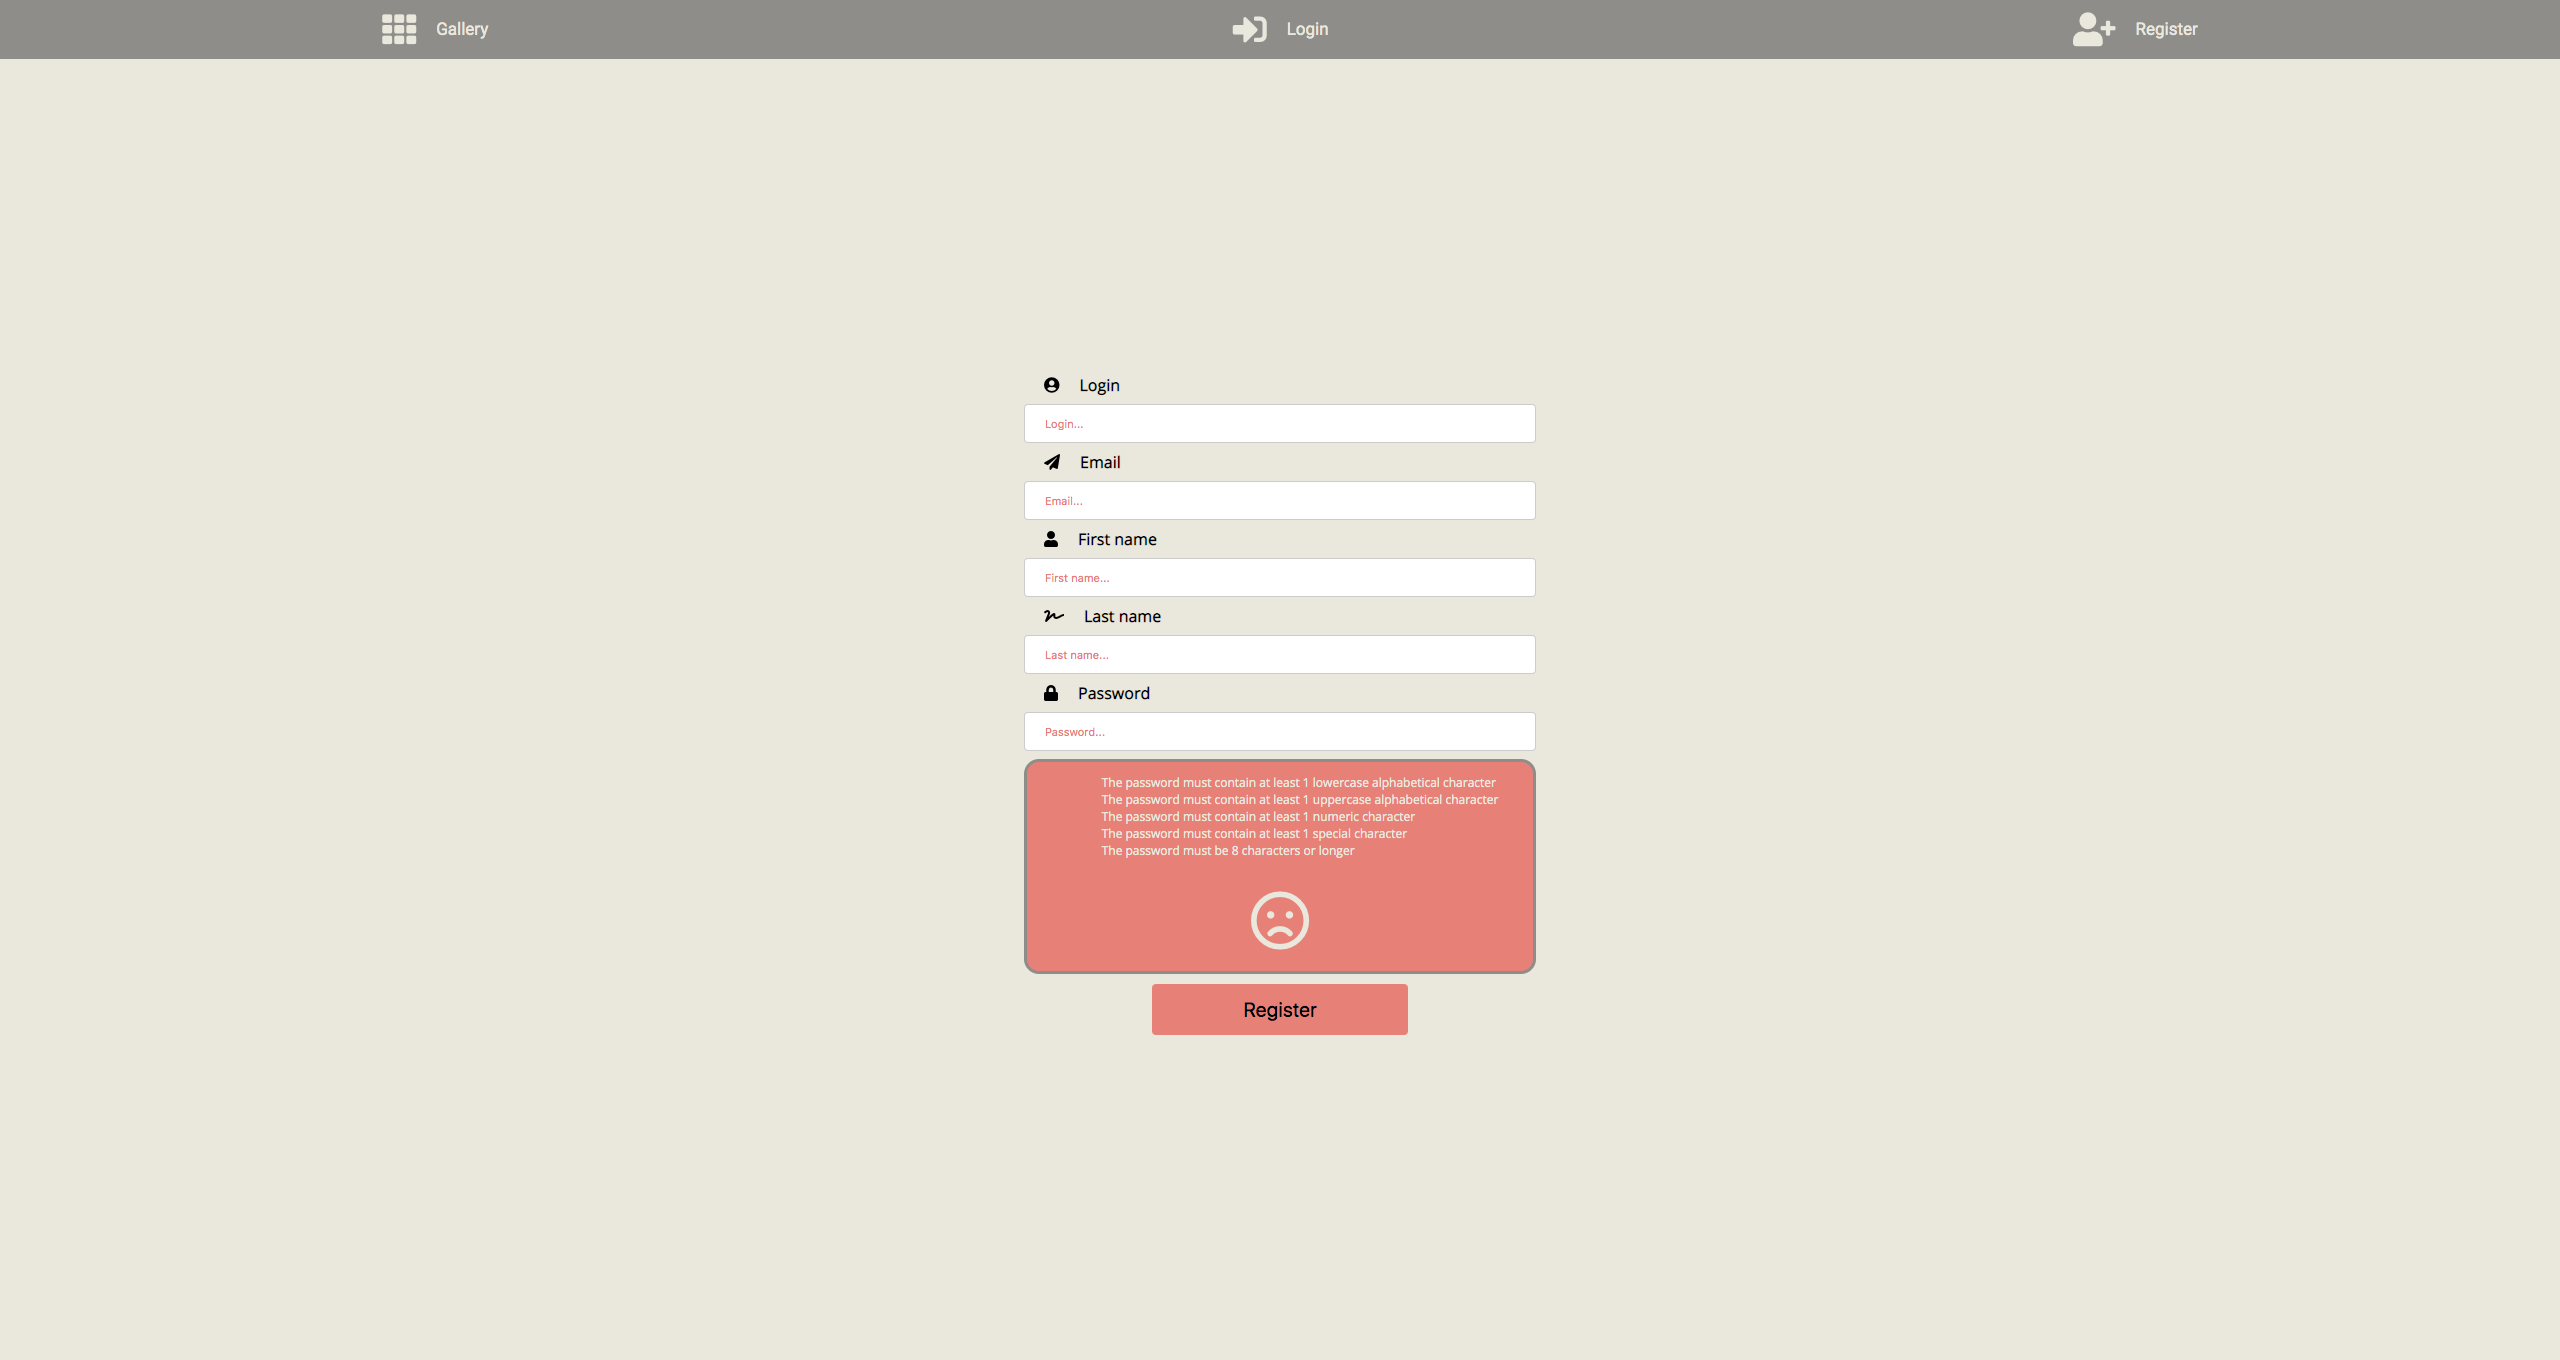 Gallery
Login
Register
Login
Login...
Email
Email...
First name
First name...
Last name
Last name...
Password
Password...
The password must contain at least 1 lowercase alphabetical character
The password must contain at least 1 uppercase alphabetical character
The password must contain at least 1 numeric character
The password must contain at least 1 special character
The password must be 8 characters or longer
Register